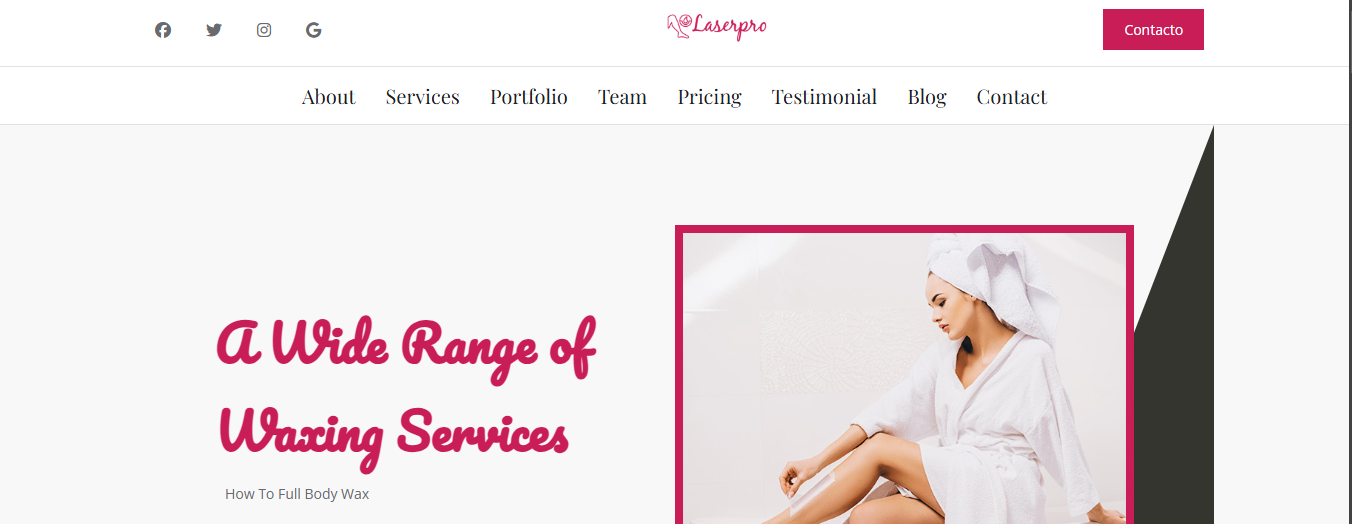 Laserpro
Contacto
About Services Portfolio Team Pricing Testimonial Blog Contact
A Wide Range of
Waxing Services
How To Full Body Wax